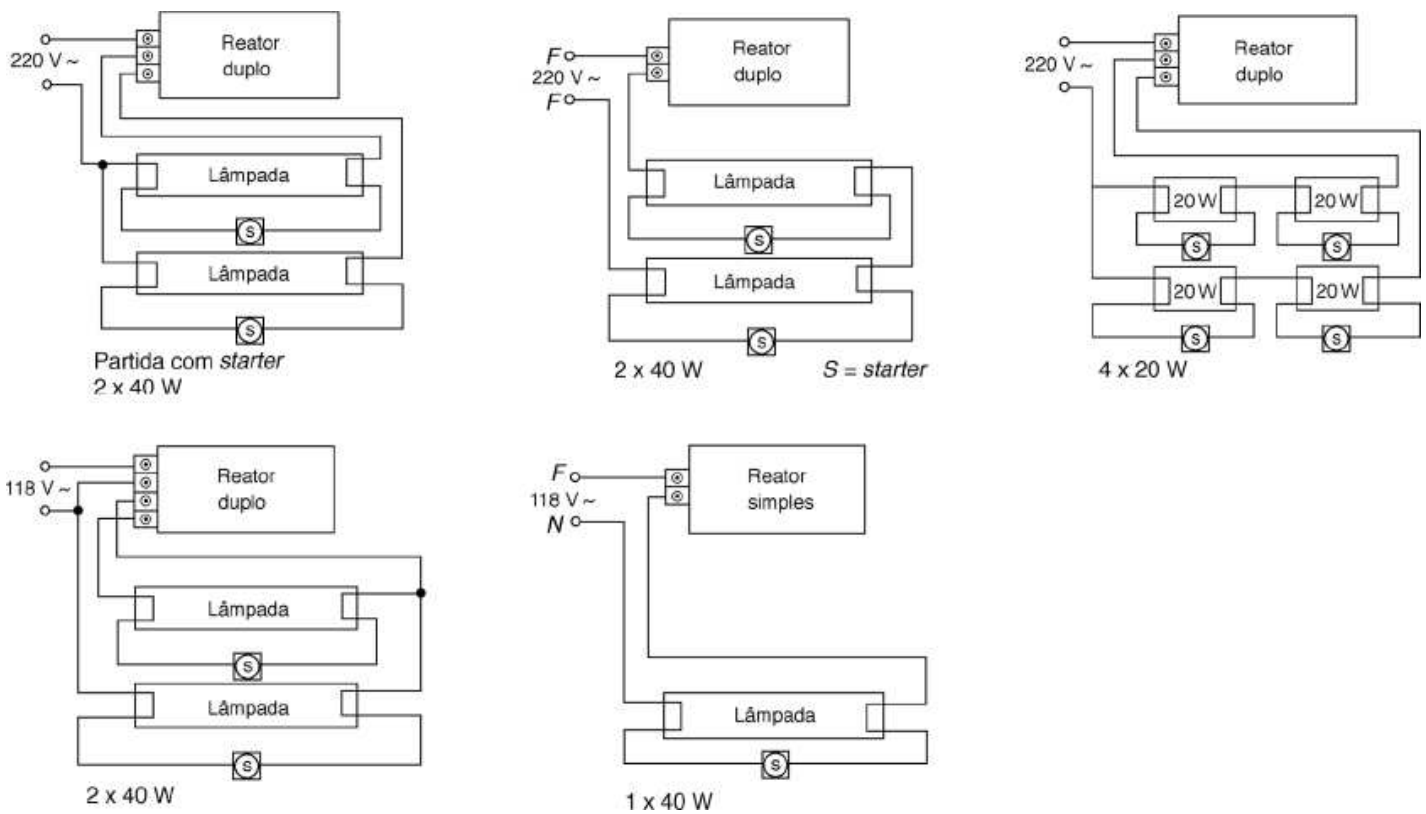 Reator
duplo
220 V ~
Lâmpada
S
Lâmpada
S
Partida com starter
2 x 40 W
F
220 V ~
F
Reator
duplo
Lâmpada
S
Lâmpada
S
2 x 40 W
S = starter
220 V ~
Reator
duplo
20 W
20 W
S
S
20 W
20 W
S
S
4 x 20 W
118 V ~
Reator
duplo
Lâmpada
S
Lâmpada
S
2 x 40 W
F
118 V ~
N
Reator
simples
Lâmpada
S
1 x 40 W